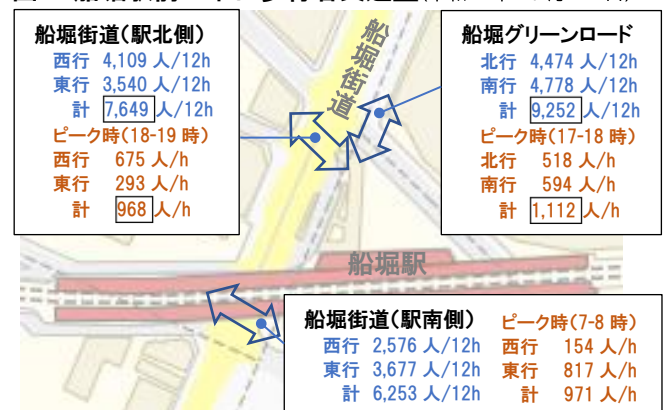 船堀街道(駅北側)
西行 4,109 人/12h
東行 3,540 人/12h
計 7,649 人/12h
ピーク時(18-19 時)
西行 675 人/h
東行 293 人/h
計 968 人/h
船堀街道
船堀グリーンロード
北行 4,474 人/12h
南行 4,778 人/12h
計 9,252 人/12h
ピーク時(17-18 時)
北行 518 人/h
南行 594 人/h
計 1,112 人/h
船堀駅
船堀街道(駅南側)
西行 2,576 人/12h
東行 3,677 人/12h
計 6,253 人/12h
ピーク時(7-8 時)
西行 154 人/h
東行 817 人/h
計 971 人/h